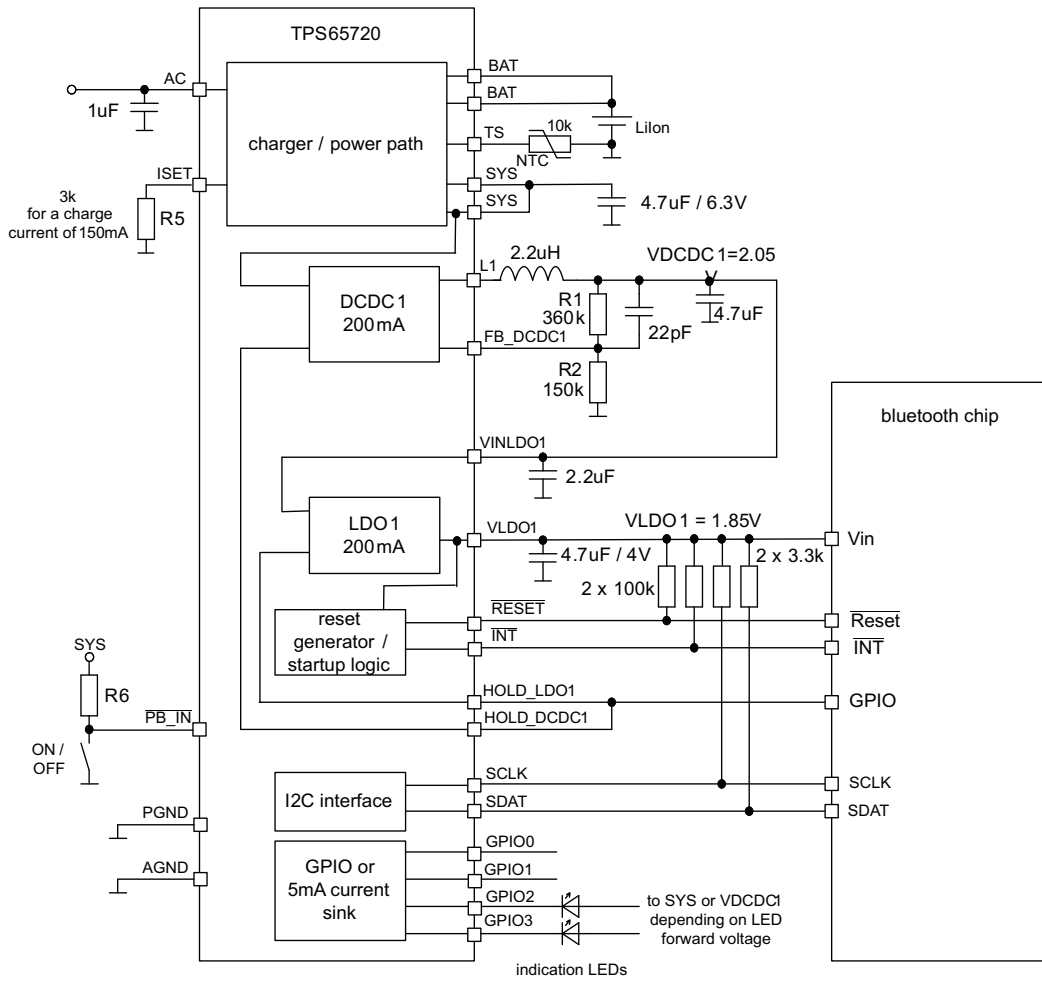 TPS65720
AC
1uF
charger / power path
BAT
BAT
LiIon
TS
10k
NTC
SYS
SYS
4.7uF / 6.3V
ISET
3k
for a charge
current of 150mA
R5
L1
2.2uH
VDCDC1=2.05
V
DCDC1
200mA
R1
360k
22pF
4.7uF
FB_DCDC1
R2
150k
bluetooth chip
VINLDO1
2.2uF
LDO1
200mA
VLDO1
VLDO1 = 1.85V
Vin
4.7uF / 4V
2 x 100k
2 x 3.3k
reset
generator /
startup logic
RESET
Reset
INT
INT
SYS
R6
PB_IN
ON /
OFF
HOLD_LDO1
GPIO
HOLD_DCDC1
I2C interface
SCLK
SCLK
SDAT
SDAT
PGND
AGND
GPIO or
5mA current
sink
GPIO0
GPIO1
GPIO2
GPIO3
to SYS or VDCDC1
depending on LED
forward voltage
indication LEDs